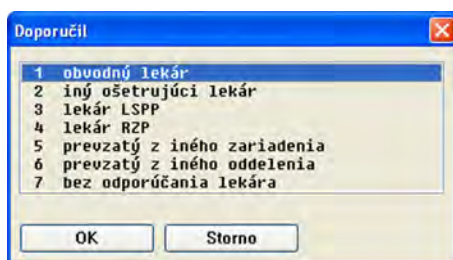 Doporučil
1 obvodný lekár
2 iný ošetrujúci lekár
3 lekár LSPP
4 lekár RZP
5 prevzatý z iného zariadenia
6 prevzatý z iného oddelenia
7 bez odporúčania lekára
OK Storno